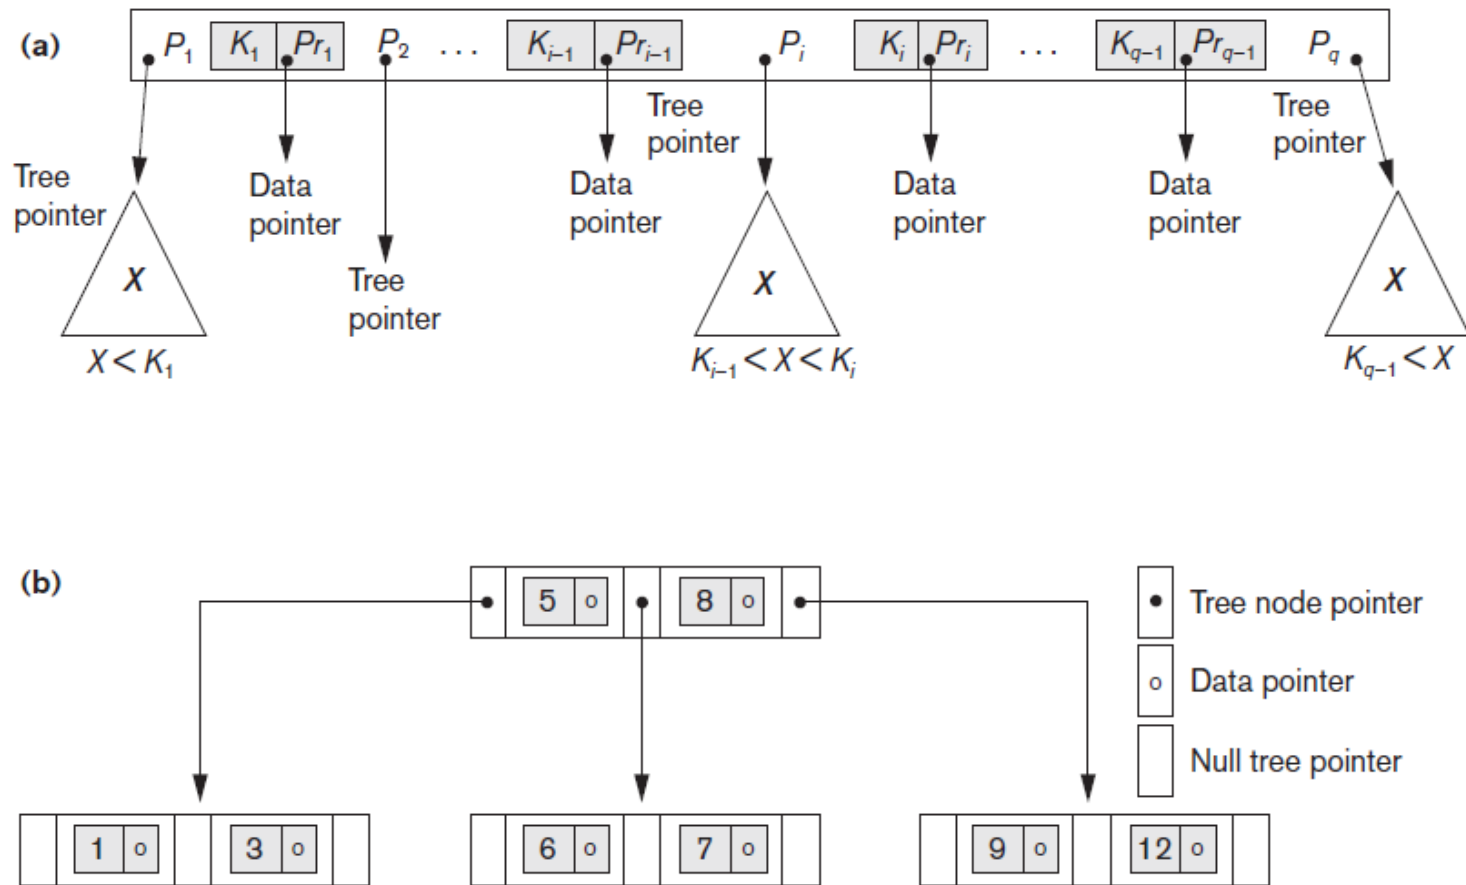 (a) P1 K1 Pr1 P2 . . . Ki–1 Pri–1 Pi Ki Pri . . . Kq–1 Prq–1 Pq
Tree
pointer
Data
pointer
Tree
pointer
Data
pointer
Tree
pointer
Data
pointer
Data
pointer
Tree
pointer
X X X
X < K1 Ki–1 < X < Ki Kq–1 < X
(b) 5 o 8 o
Tree node pointer
o Data pointer
Null tree pointer
1 o 3 o 6 o 7 o 9 o 12 o